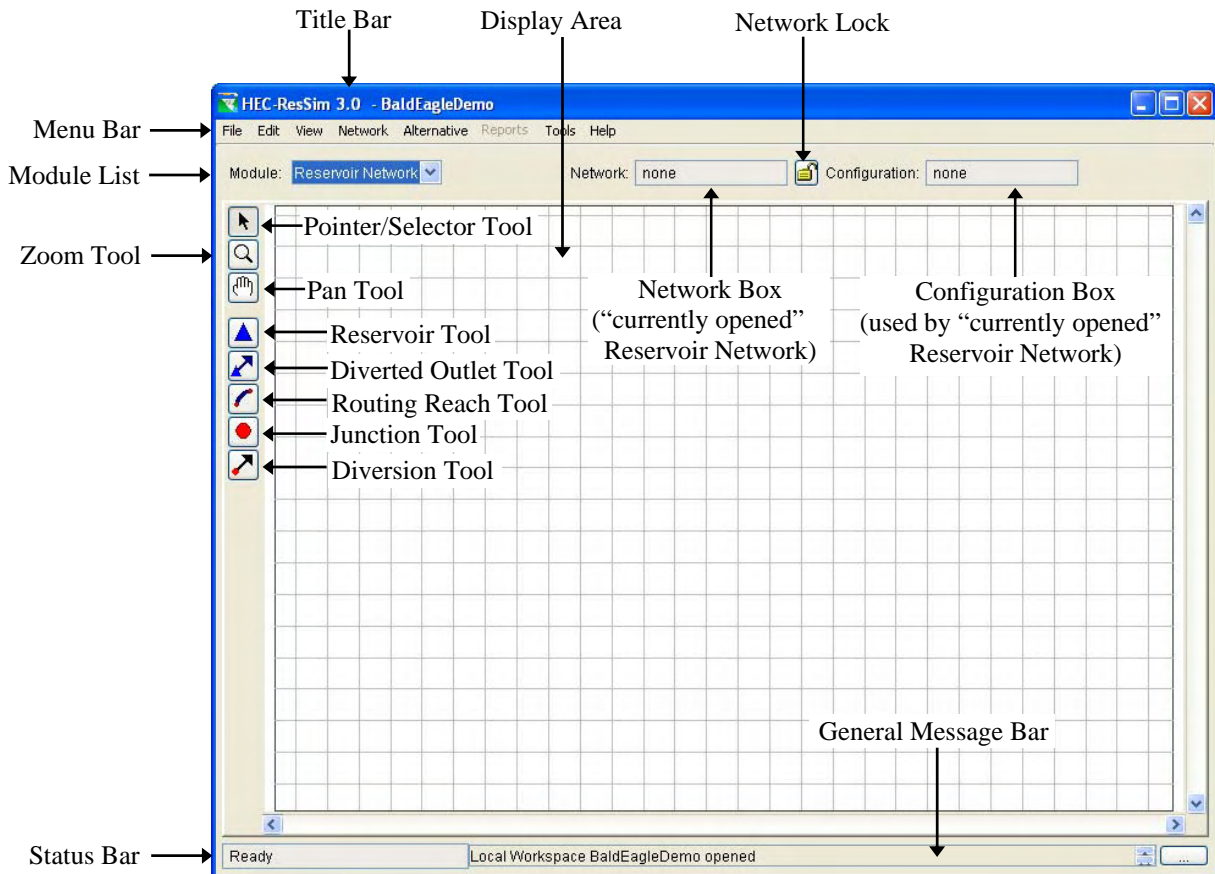 Title Bar
Display Area
Network Lock
HEC-ResSim 3.0 - BaldEagleDemo
Menu Bar
File Edit View Network Alternative Reports Tools Help
Module List
Module: Reservoir Network
Network: none
Configuration: none
Pointer/Selector Tool
Zoom Tool
Pan Tool
Network Box
(“currently opened”
Reservoir Network)
Configuration Box
(used by “currently opened”
Reservoir Network)
Reservoir Tool
Diverted Outlet Tool
Routing Reach Tool
Junction Tool
Diversion Tool
General Message Bar
Status Bar
Ready
Local Workspace BaldEagleDemo opened
...